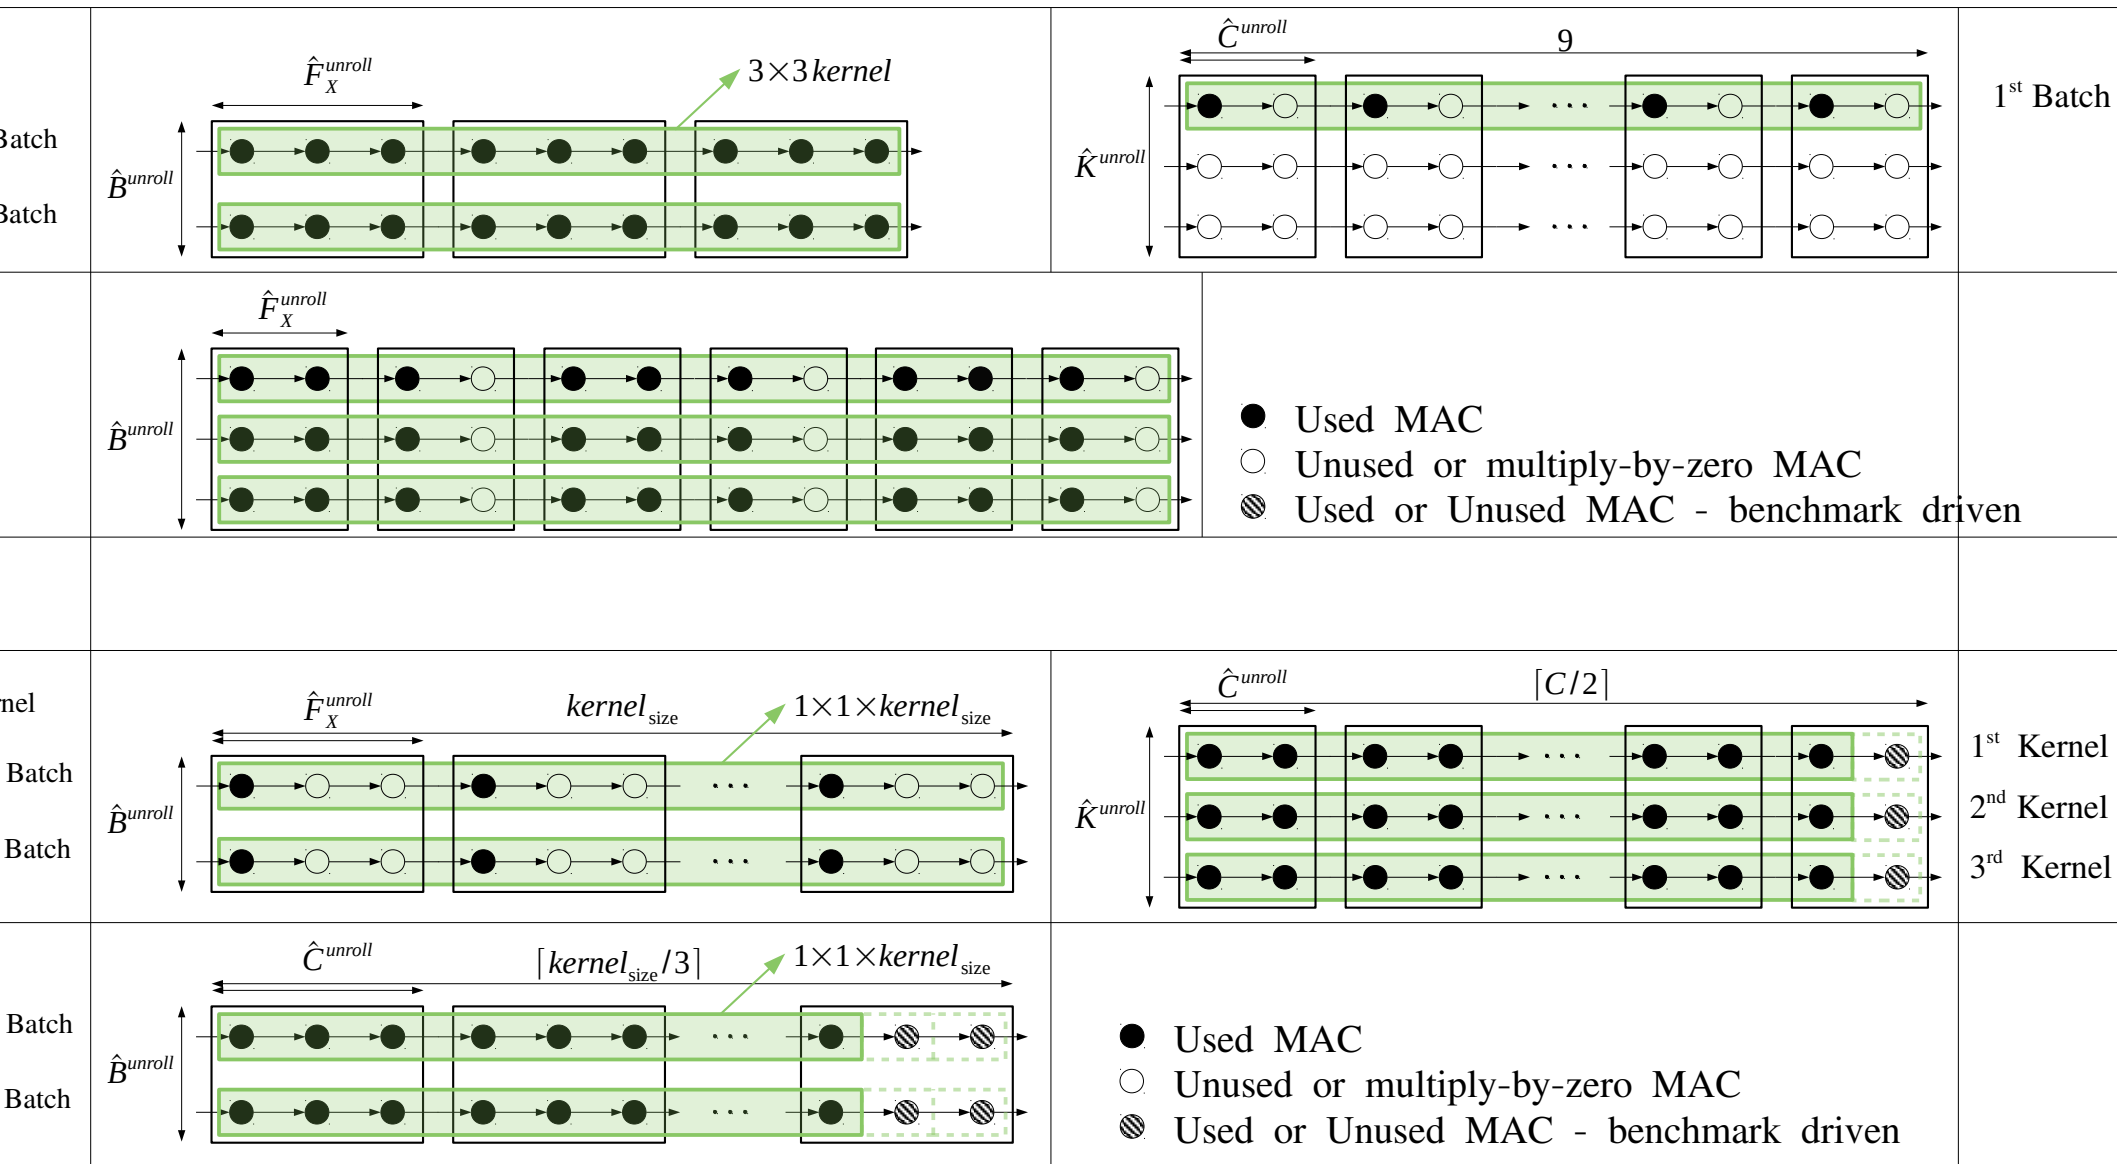 Ĉ^unroll
9
F̂_X^unroll
3×3 kernel
1st Batch
Batch
B̂^unroll
K̂^unroll
Batch
F̂_X^unroll
B̂^unroll
Used MAC
Unused or multiply-by-zero MAC
Used or Unused MAC - benchmark driven
Ĉ^unroll
⌈C/2⌉
nel
F̂_X^unroll
kernel_size
1×1×kernel_size
1st Kernel
Batch
B̂^unroll
K̂^unroll
2nd Kernel
Batch
3rd Kernel
Ĉ^unroll
⌈kernel_size/3⌉
1×1×kernel_size
Batch
B̂^unroll
Batch
Used MAC
Unused or multiply-by-zero MAC
Used or Unused MAC - benchmark driven